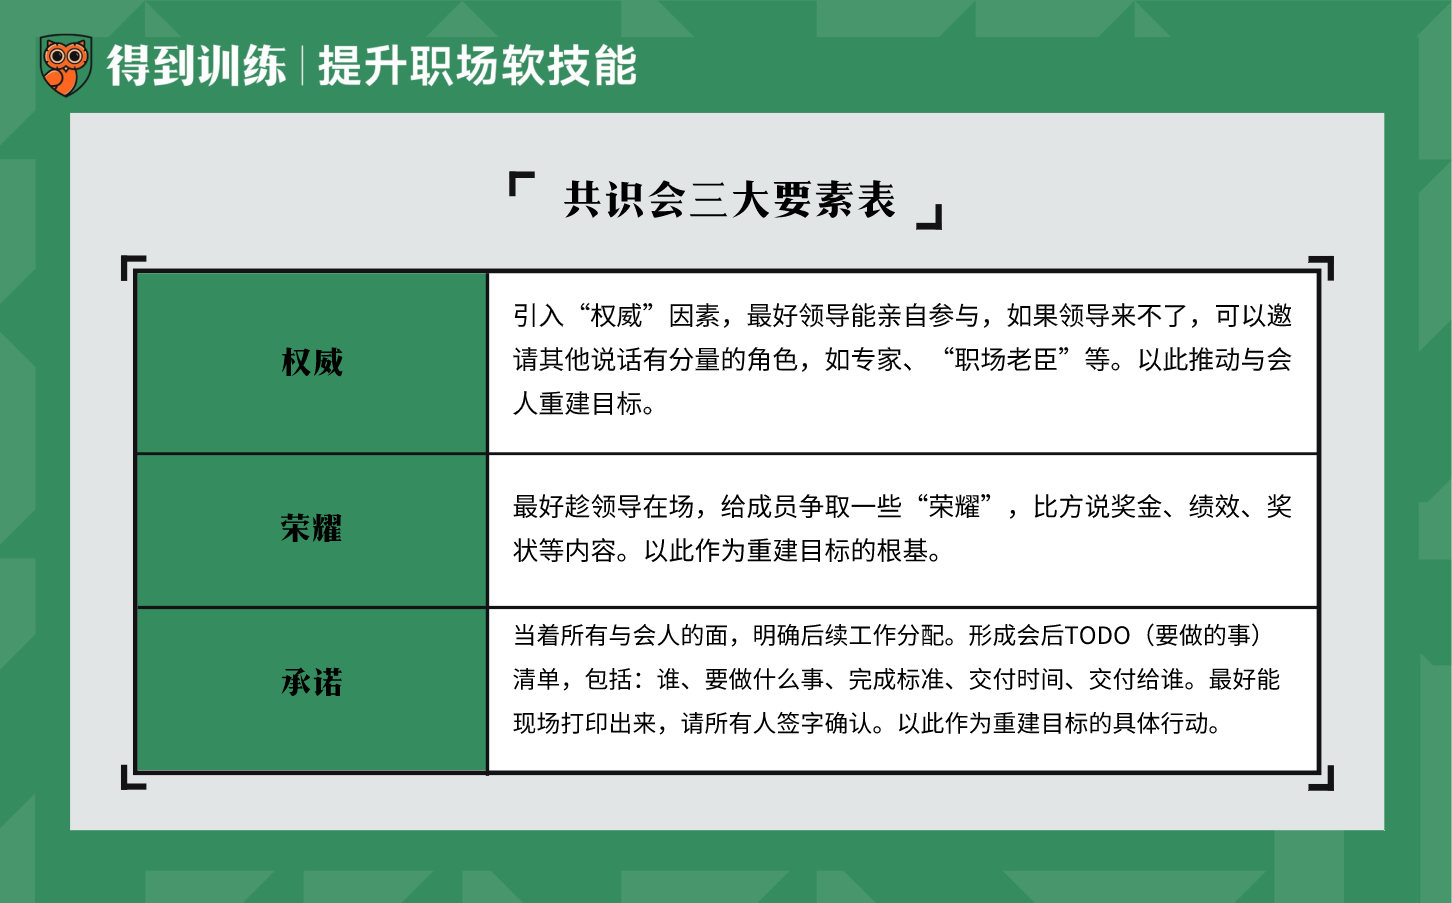 得到训练 | 提升职场软技能
共识会三大要素表
权威
引入“权威”因素，最好领导能亲自参与，如果领导来不了，可以邀
请其他说话有分量的角色，如专家、“职场老臣”等。以此推动与会
人重建目标。
荣耀
最好趁领导在场，给成员争取一些“荣耀”，比方说奖金、绩效、奖
状等内容。以此作为重建目标的根基。
承诺
当着所有与会人的面，明确后续工作分配。形成会后TODO（要做的事）
清单，包括：谁、要做什么事、完成标准、交付时间、交付给谁。最好能
现场打印出来，请所有人签字确认。以此作为重建目标的具体行动。